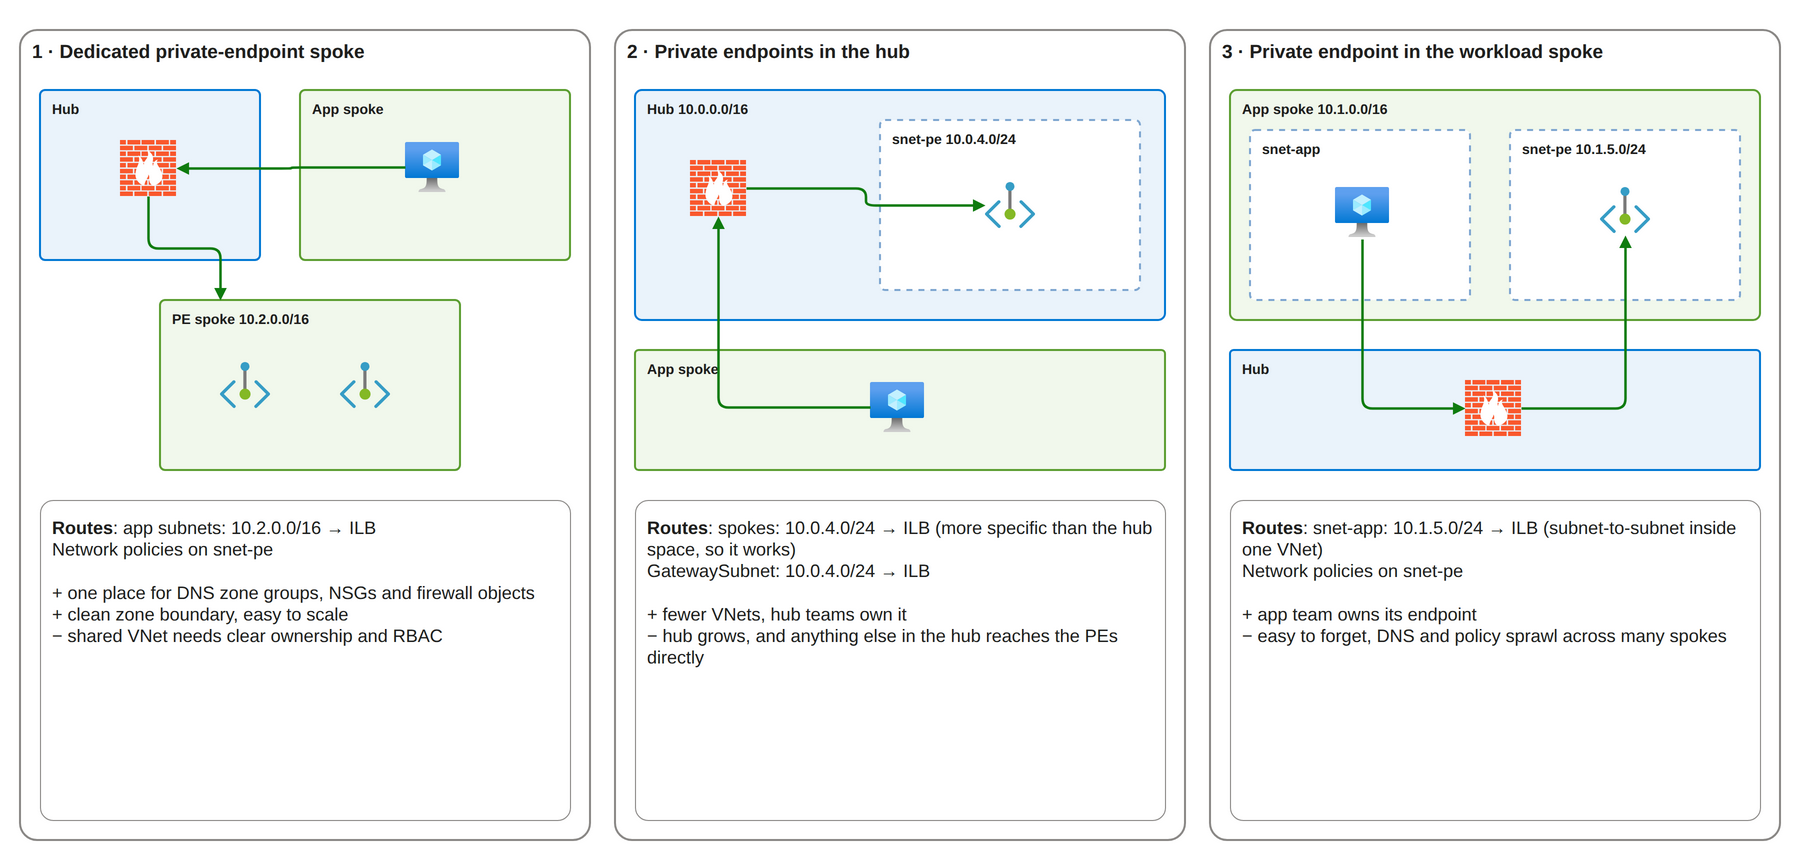 1 · Dedicated private-endpoint spoke
Hub
App spoke
PE spoke 10.2.0.0/16
Routes: app subnets: 10.2.0.0/16 → ILB
Network policies on snet-pe
+ one place for DNS zone groups, NSGs and firewall objects
+ clean zone boundary, easy to scale
− shared VNet needs clear ownership and RBAC
2 · Private endpoints in the hub
Hub 10.0.0.0/16
snet-pe 10.0.4.0/24
App spoke
Routes: spokes: 10.0.4.0/24 → ILB (more specific than the hub
space, so it works)
GatewaySubnet: 10.0.4.0/24 → ILB
+ fewer VNets, hub teams own it
− hub grows, and anything else in the hub reaches the PEs
directly
3 · Private endpoint in the workload spoke
App spoke 10.1.0.0/16
snet-app
snet-pe 10.1.5.0/24
Hub
Routes: snet-app: 10.1.5.0/24 → ILB (subnet-to-subnet inside
one VNet)
Network policies on snet-pe
+ app team owns its endpoint
− easy to forget, DNS and policy sprawl across many spokes